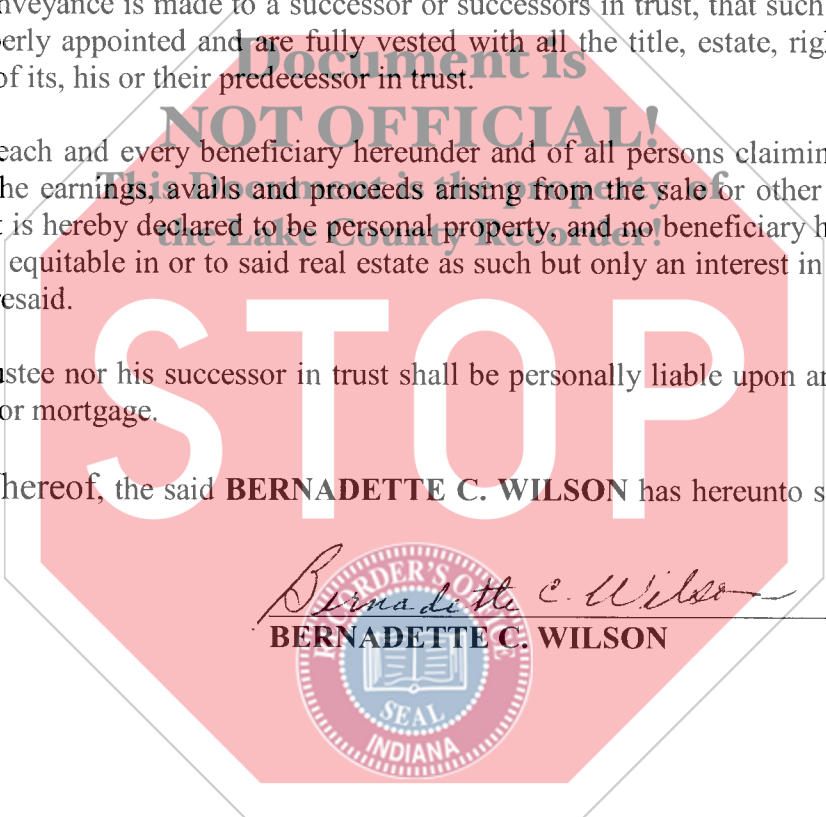 nveyance is made to a successor or successors in trust, that such
erly appointed and are fully vested with all the title, estate, rig
of its, his or their predecessor in trust.
Document is
NOT OFFICIAL!
This Document is the property of
the Lake County Recorder!
each and every beneficiary hereunder and of all persons claimin
he earnings, avails and proceeds arising from the sale or other
t is hereby declared to be personal property, and no beneficiary h
equitable in or to said real estate as such but only an interest in
esaid.
STOP
ustee nor his successor in trust shall be personally liable upon an
or mortgage.
hereof, the said BERNADETTE C. WILSON has hereunto s
Bernadette C. Wilson
BERNADETTE C. WILSON
RECORDER'S OFFICE
SEAL
INDIANA